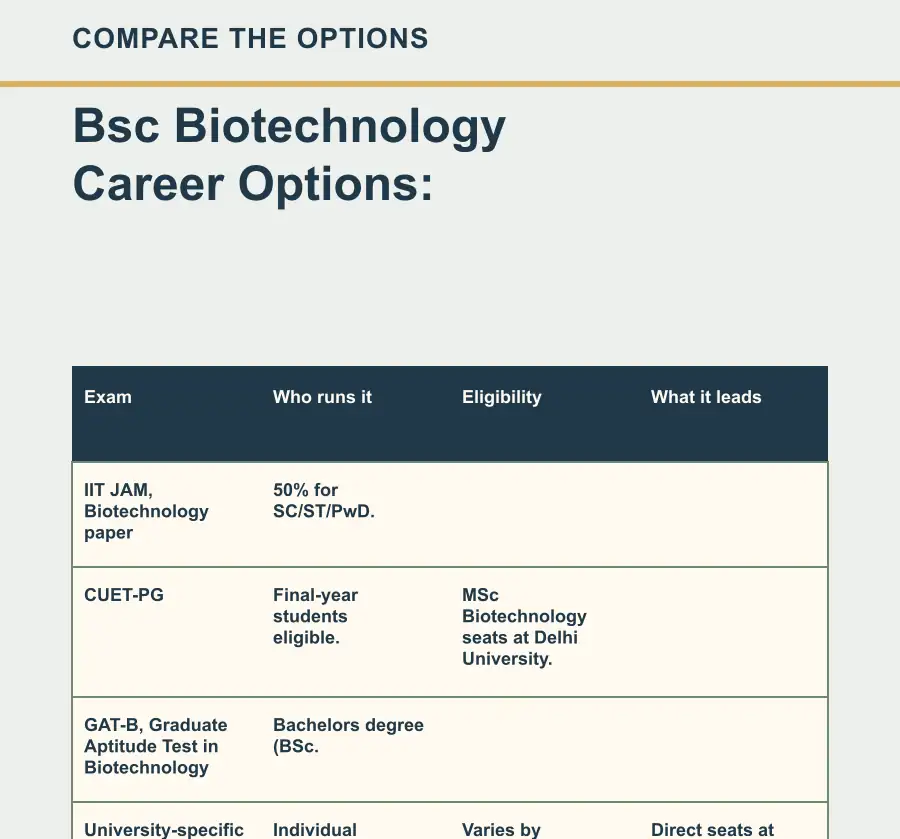 COMPARE THE OPTIONS
Bsc Biotechnology
Career Options:
Exam
Who runs it
Eligibility
What it leads
IIT JAM,
Biotechnology
paper
50% for
SC/ST/PwD.
CUET-PG
Final-year
students
eligible.
MSc
Biotechnology
seats at Delhi
University.
GAT-B, Graduate
Aptitude Test in
Biotechnology
Bachelors degree
(BSc.
University-specific
Individual
Varies by
Direct seats at